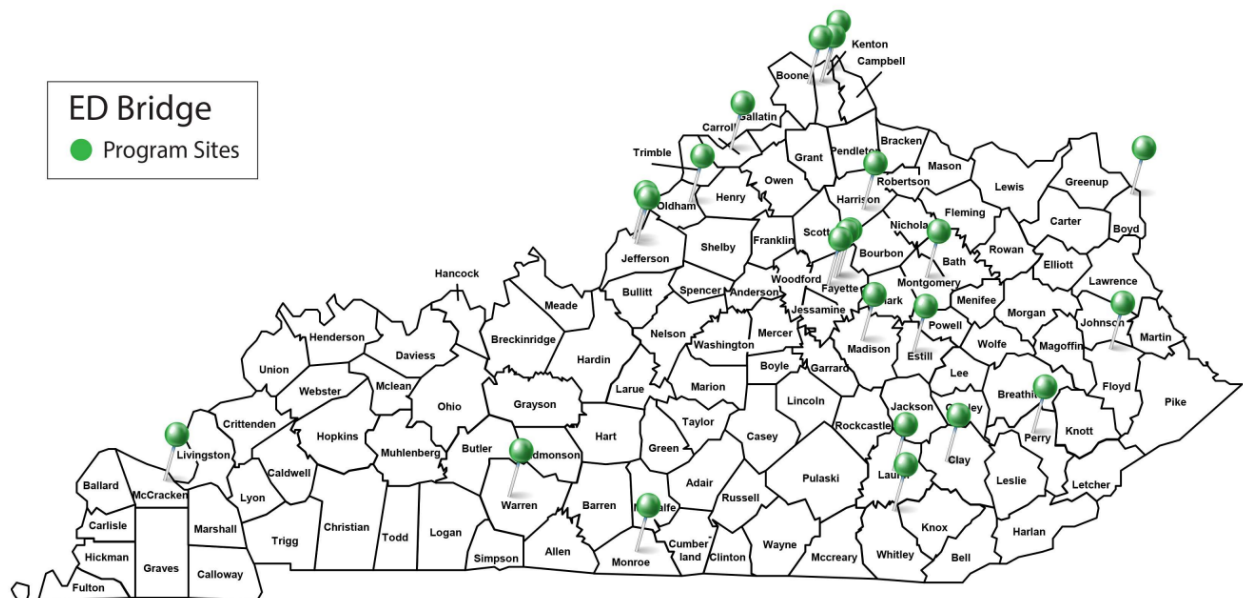 ED Bridge
Program Sites
Kenton
Campbell
Boone
Gallatin
Carroll
Trimble
Grant
Pendleton
Bracken
Mason
Owen
Robertson
Lewis
Greenup
Henry
Oldham
Harrison
Fleming
Carter
Boyd
Scott
Nichola
Shelby
Franklin
Bourbon
Rowan
Elliott
Jefferson
Bath
Woodford
Fayette
Montgomery
Lawrence
Hancock
Meade
Bullitt
Spencer
Anderson
Menifee
Jessamine
Morgan
Johnson
Martin
Powell
Henderson
Daviess
Breckinridge
Nelson
Mercer
Washington
Madison
Estill
Wolfe
Magoffin
Union
Hardin
Boyle
Garrard
Lee
Floyd
Webster
Mclean
Larue
Marion
Breathi
Pike
Ohio
Grayson
Lincoln
Jackson
Crittenden
Hopkins
Taylor
Rockcastle
Knott
Hart
Green
Casey
Perry
Livingston
Muhlenberg
Butler
dmonson
Clay
Caldwell
Pulaski
Leslie
Letcher
Ballard
McCracken
Lyon
Adair
Russell
Warren
Barren
Carlisle
Marshall
Christian
Todd
Logan
Knox
Harlan
Trigg
Cumber
land
Clinton
Wayne
Mccreary
Whitley
Bell
Hickman
Graves
Calloway
Simpson
Allen
Monroe
Fulton